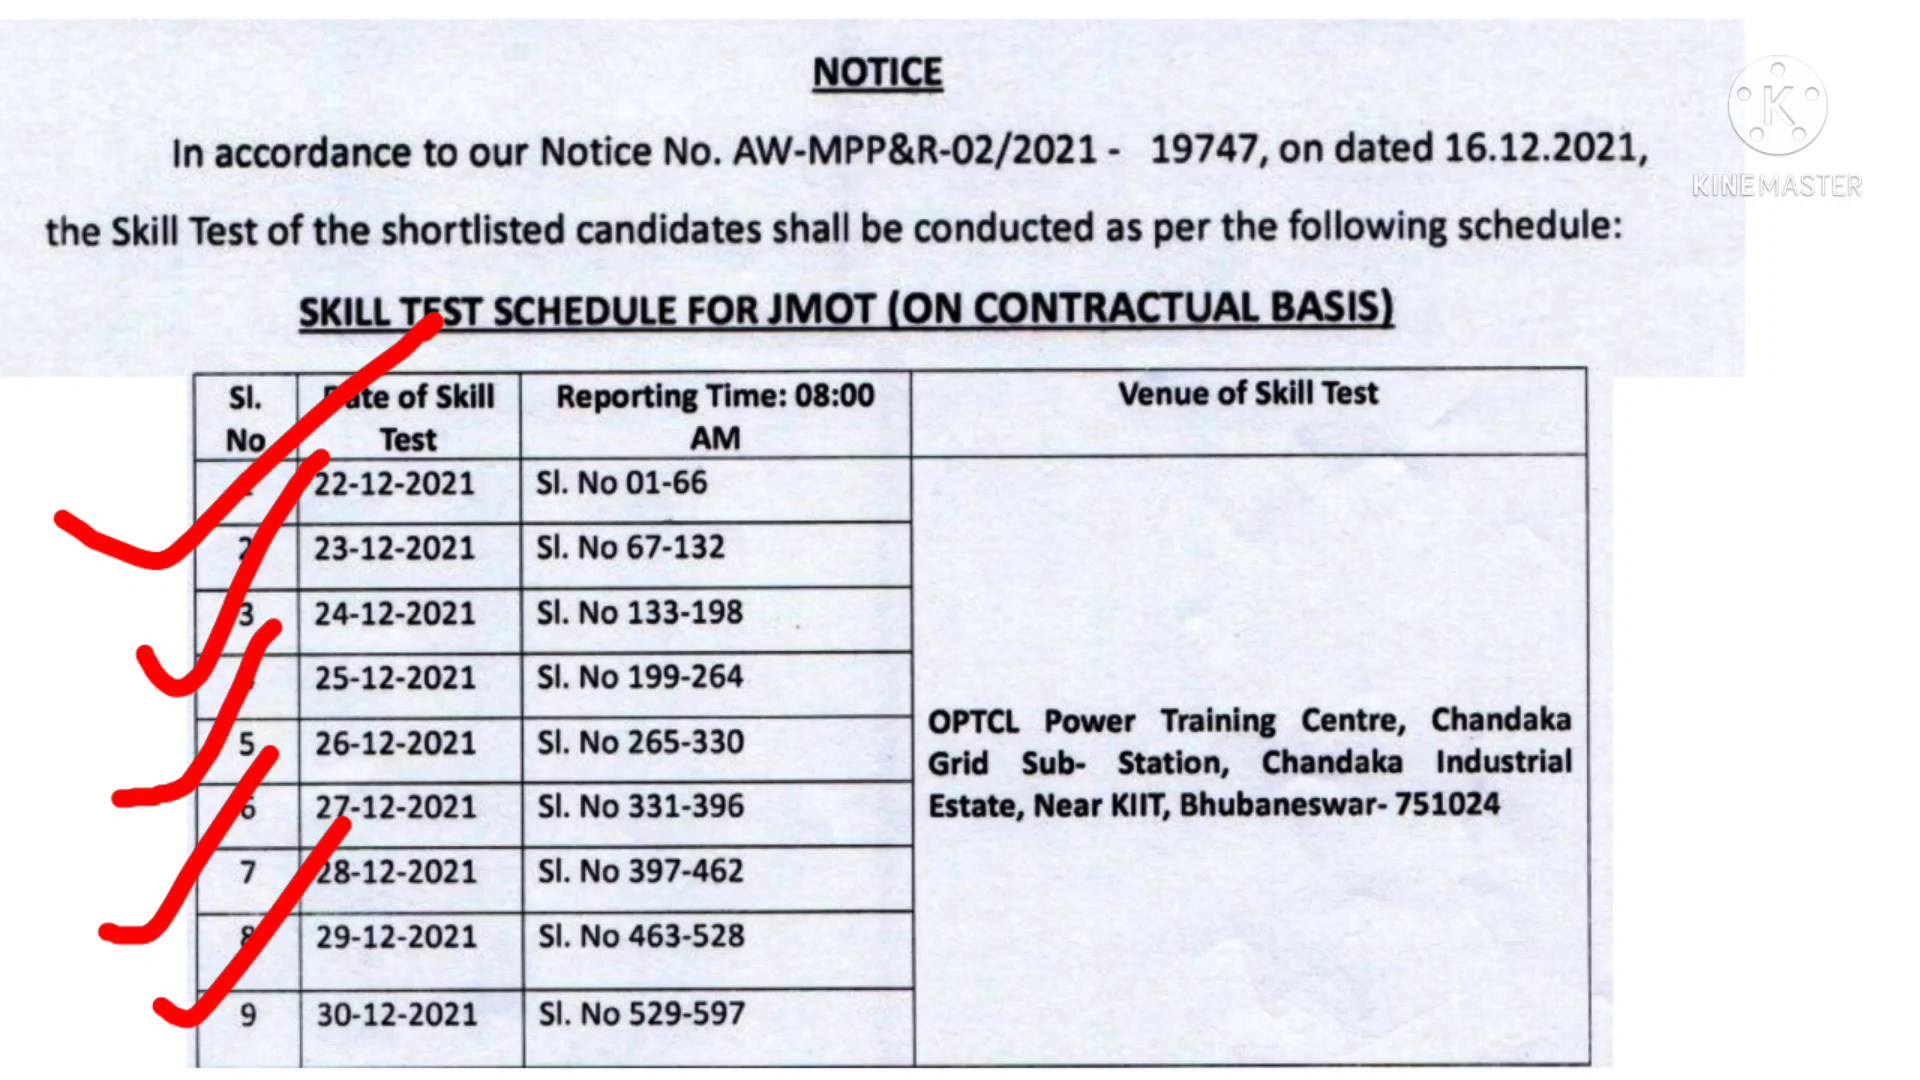 NOTICE
In accordance to our Notice No. AW-MPP&R-02/2021 - 19747, on dated 16.12.2021,
the Skill Test of the shortlisted candidates shall be conducted as per the following schedule:
SKILL TEST SCHEDULE FOR JMOT (ON CONTRACTUAL BASIS)
Sl. No Date of Skill Test Reporting Time: 08:00 AM Venue of Skill Test
22-12-2021 Sl. No 01-66
2 23-12-2021 Sl. No 67-132
3 24-12-2021 Sl. No 133-198
25-12-2021 Sl. No 199-264
5 26-12-2021 Sl. No 265-330
6 27-12-2021 Sl. No 331-396
7 28-12-2021 Sl. No 397-462
8 29-12-2021 Sl. No 463-528
9 30-12-2021 Sl. No 529-597
OPTCL Power Training Centre, Chandaka
Grid Sub- Station, Chandaka Industrial
Estate, Near KIIT, Bhubaneswar- 751024
K
KINEMASTER